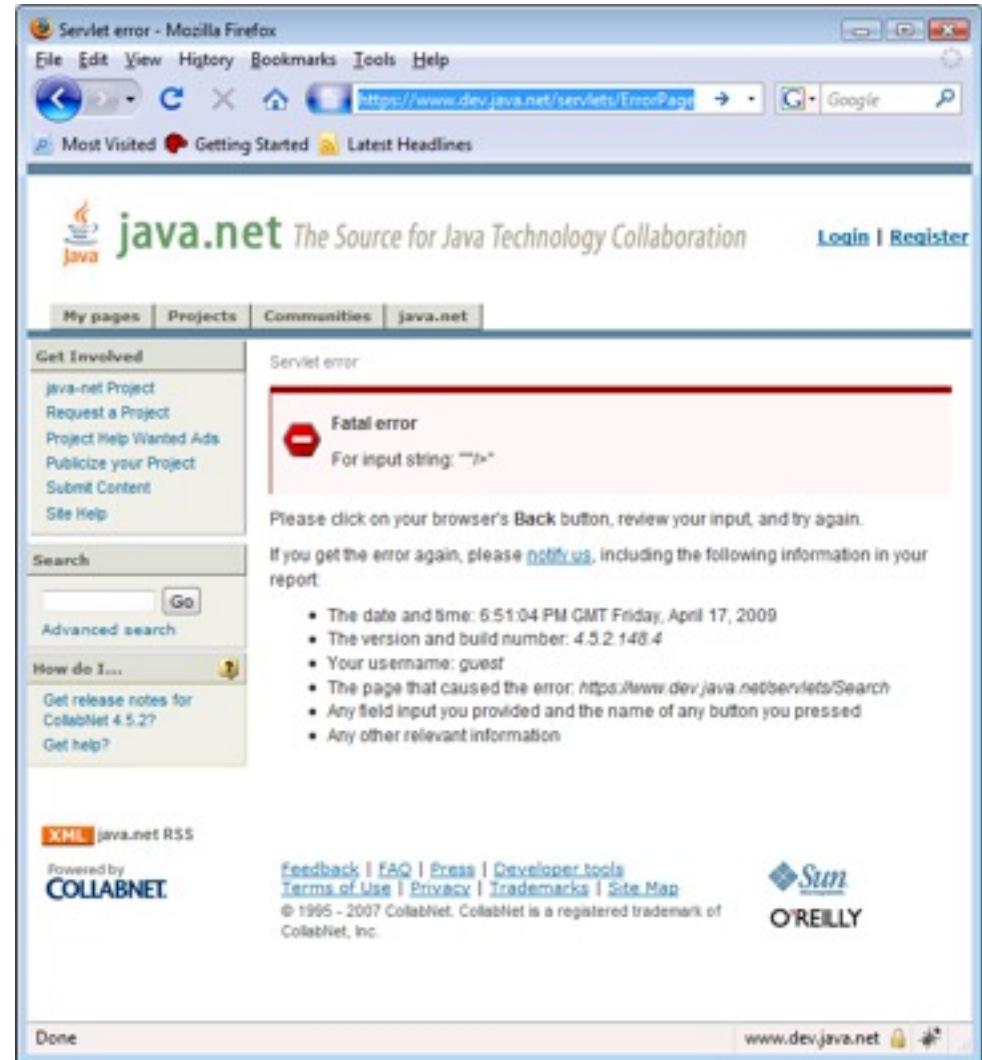 Servlet error - Mozilla Firefox
File Edit View History Bookmarks Tools Help
https://www.dev.java.net/servlets/ErrorPage
G Google
Most Visited Getting Started Latest Headlines
Java
java.net The Source for Java Technology Collaboration
Login | Register
My pages Projects Communities java.net
Get Involved
java-net Project
Request a Project
Project Help Wanted Ads
Publicize your Project
Submit Content
Site Help
Search
Go
Advanced search
How do I...
Get release notes for
CollabNet 4.5.2?
Get help?
Servlet error
Fatal error
For input string: ""/>"
Please click on your browser's Back button, review your input, and try again.
If you get the error again, please notify us, including the following information in your
report:
• The date and time: 6:51:04 PM GMT Friday, April 17, 2009
• The version and build number: 4.5.2.148.4
• Your username: guest
• The page that caused the error: https://www.dev.java.net/servlets/Search
• Any field input you provided and the name of any button you pressed
• Any other relevant information
XML java.net RSS
Powered by
COLLABNET.
Feedback | FAQ | Press | Developer tools
Terms of Use | Privacy | Trademarks | Site Map
© 1995 - 2007 CollabNet. CollabNet is a registered trademark of
CollabNet, Inc.
Sun
O'REILLY
Done
www.dev.java.net